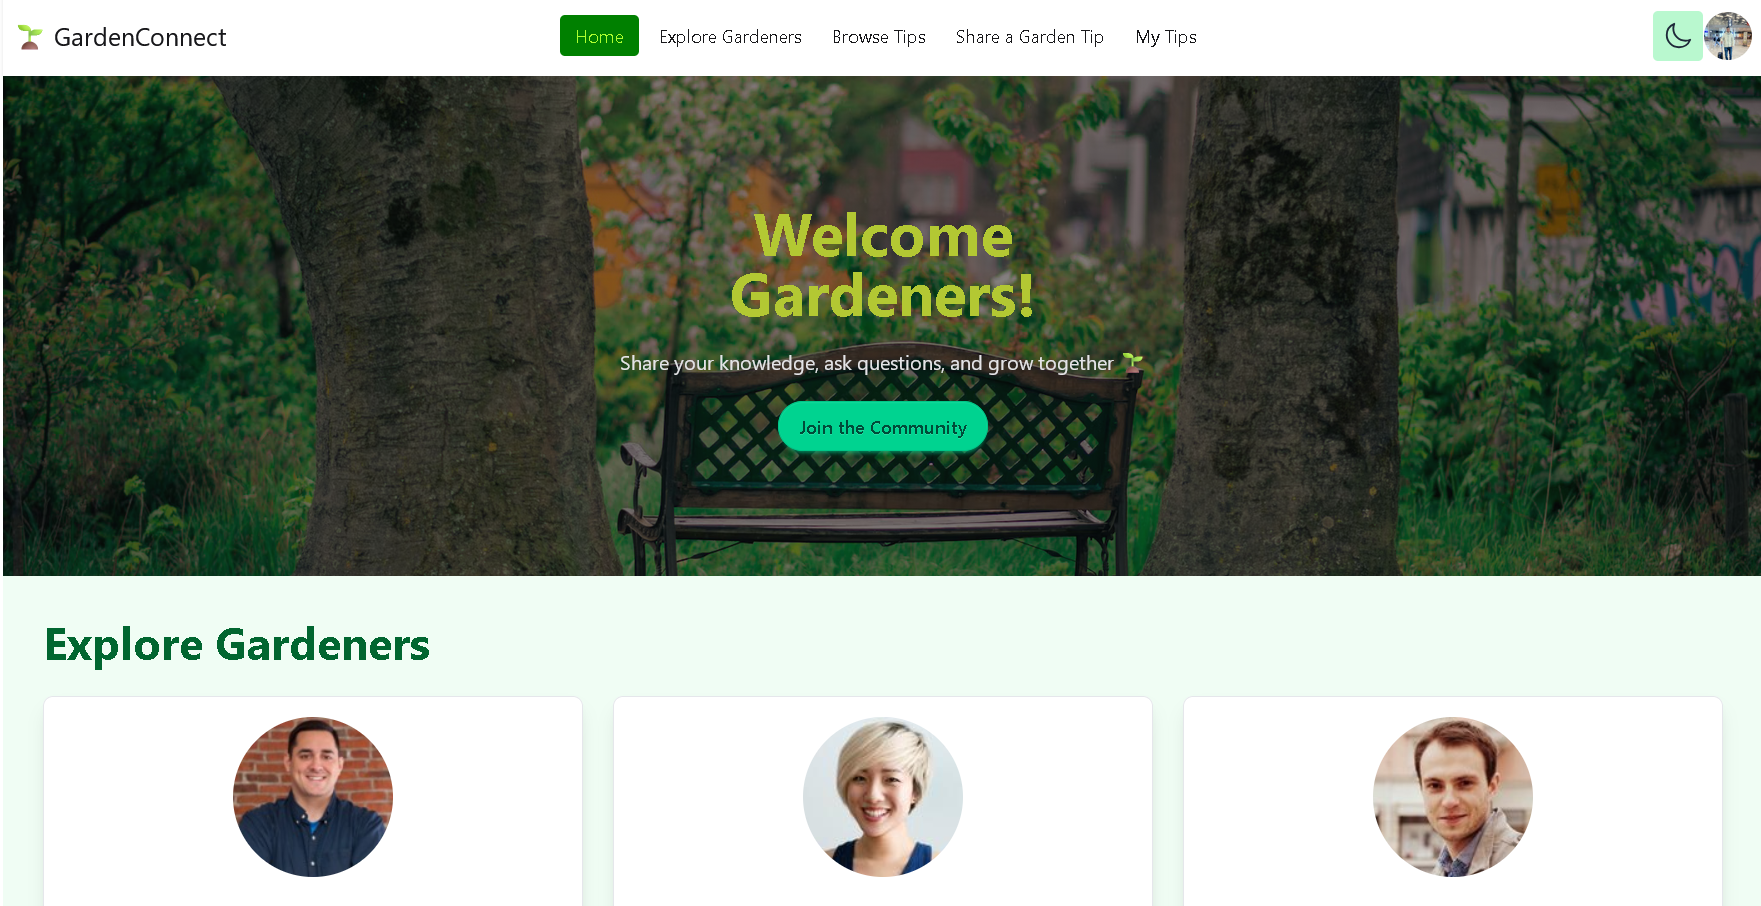 GardenConnect
Home
Explore Gardeners
Browse Tips
Share a Garden Tip
My Tips
Welcome
Gardeners!
Share your knowledge, ask questions, and grow together
Join the Community
Explore Gardeners